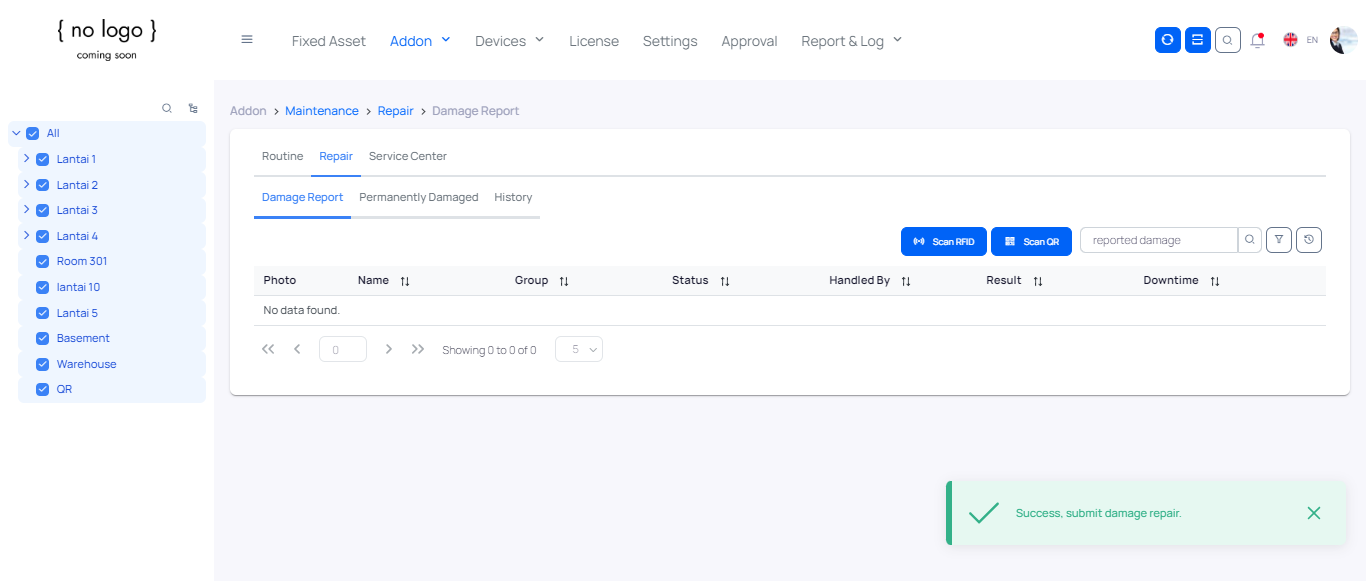 { no logo }
coming soon
Fixed Asset Addon Devices License Settings Approval Report & Log EN
All
Lantai 1
Lantai 2
Lantai 3
Lantai 4
Room 301
lantai 10
Lantai 5
Basement
Warehouse
QR
Addon > Maintenance > Repair > Damage Report
Routine Repair Service Center
Damage Report Permanently Damaged History
Scan RFID Scan QR reported damage
Photo Name Group Status Handled By Result Downtime
No data found.
0 Showing 0 to 0 of 0 5
Success, submit damage repair.